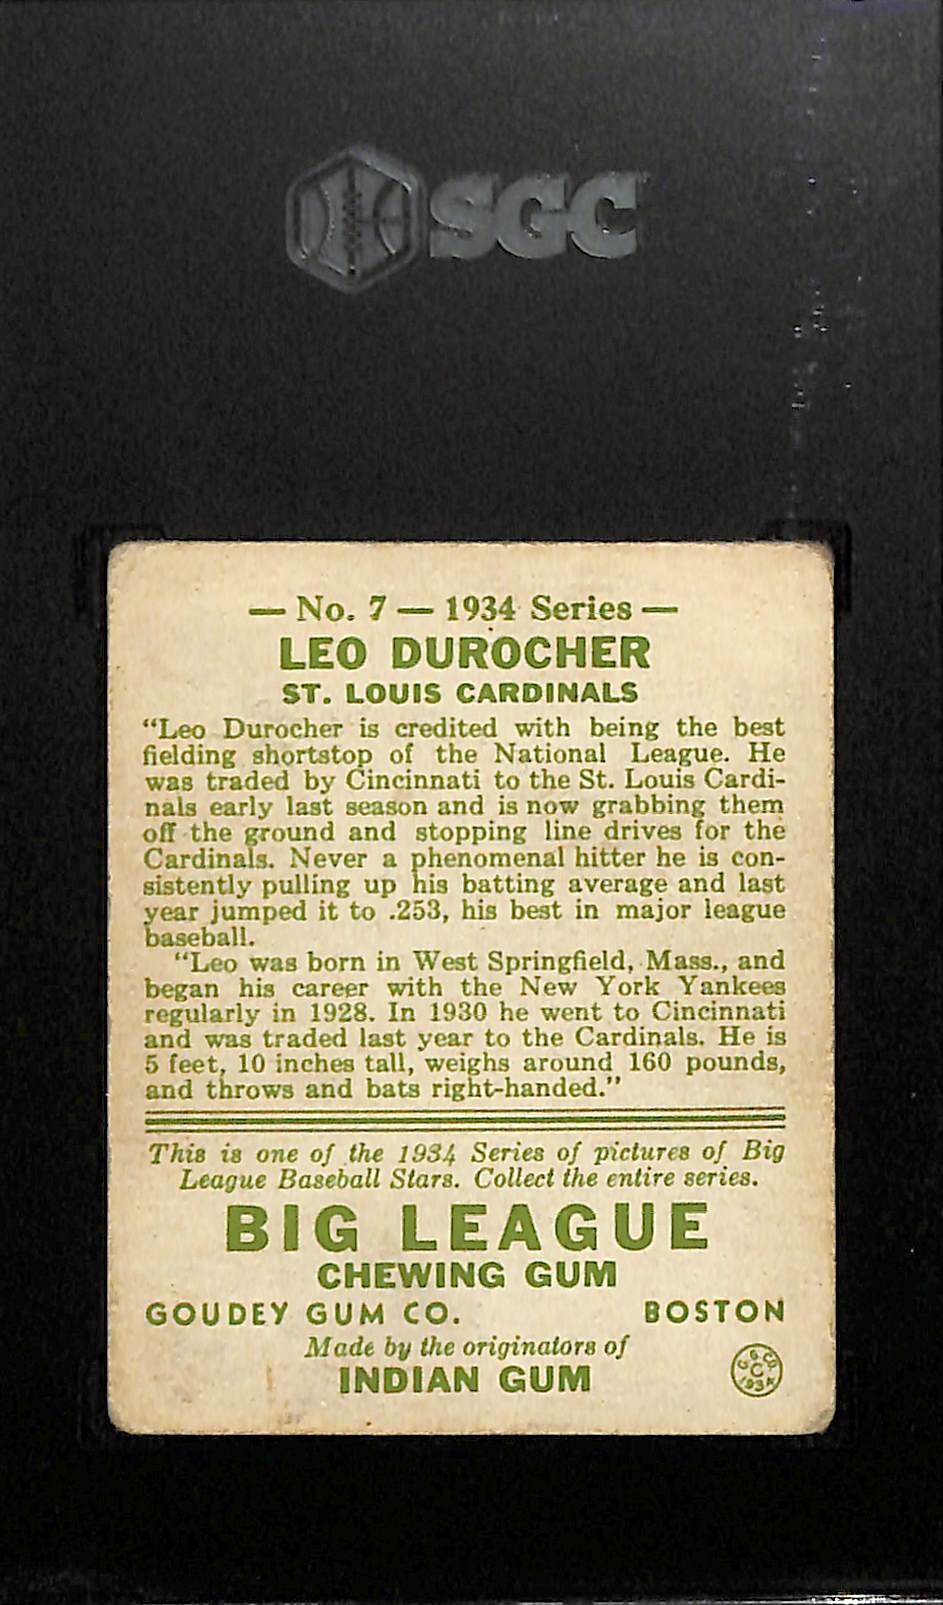 SGC
— No. 7 — 1934 Series —
LEO DUROCHER
ST. LOUIS CARDINALS
“Leo Durocher is credited with being the best
fielding shortstop of the National League. He
was traded by Cincinnati to the St. Louis Cardi-
nals early last season and is now grabbing them
off the ground and stopping line drives for the
Cardinals. Never a phenomenal hitter he is con-
sistently pulling up his batting average and last
year jumped it to .253, his best in major league
baseball.
“Leo was born in West Springfield, Mass., and
began his career with the New York Yankees
regularly in 1928. In 1930 he went to Cincinnati
and was traded last year to the Cardinals. He is
5 feet, 10 inches tall, weighs around 160 pounds,
and throws and bats right-handed.”
This is one of the 1934 Series of pictures of Big
League Baseball Stars. Collect the entire series.
BIG LEAGUE
CHEWING GUM
GOUDEY GUM CO. BOSTON
Made by the originators of
INDIAN GUM
G. G. CO.
C
1934